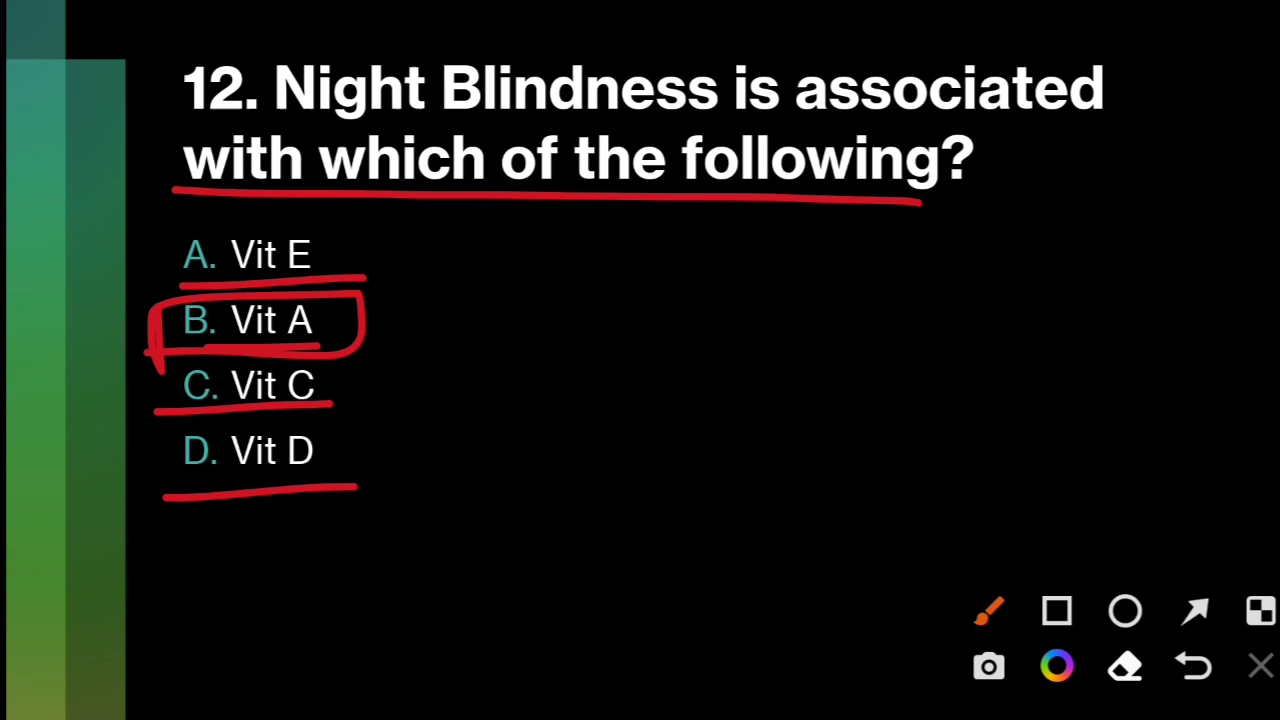 12. Night Blindness is associated
with which of the following?
A. Vit E
B. Vit A
C. Vit C
D. Vit D